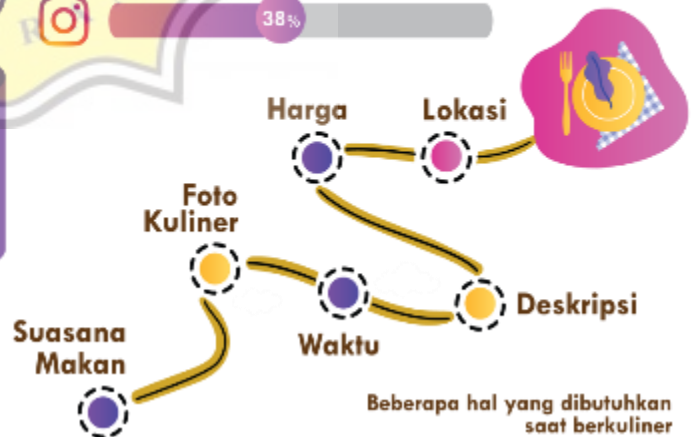 38%
Harga
Lokasi
Foto
Kuliner
Deskripsi
Waktu
Suasana
Makan
Beberapa hal yang dibutuhkan
saat berkuliner